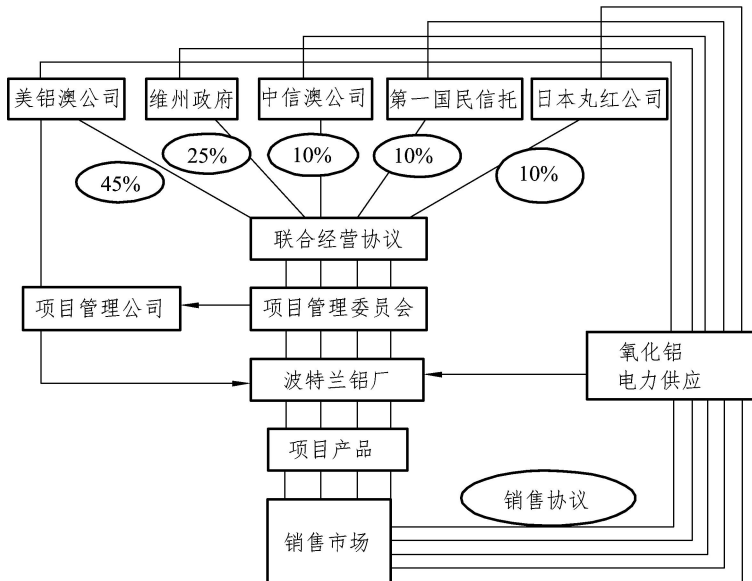 美铝澳公司
维州政府
中信澳公司
第一国民信托
日本丸红公司
45%
25%
10%
10%
10%
联合经营协议
项目管理公司
项目管理委员会
波特兰铝厂
氧化铝
电力供应
项目产品
销售协议
销售市场